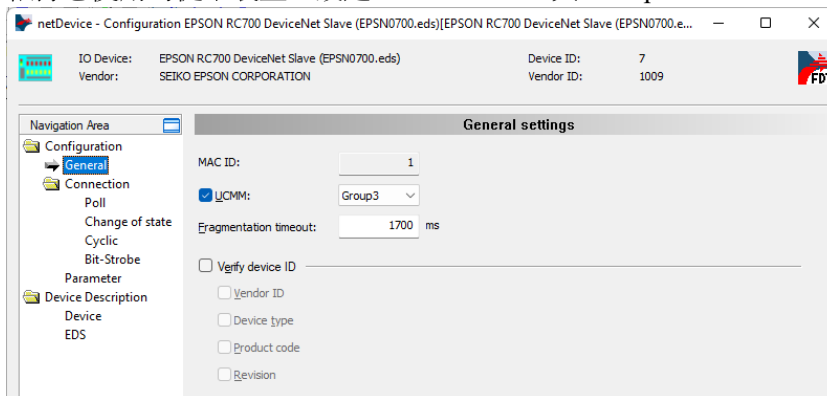 netDevice - Configuration EPSON RC700 DeviceNet Slave (EPSN0700.eds)[EPSON RC700 DeviceNet Slave (EPSN0700.e...
IO Device: EPSON RC700 DeviceNet Slave (EPSN0700.eds) Device ID: 7
Vendor: SEIKO EPSON CORPORATION Vendor ID: 1009
FDT
Navigation Area
General settings
Configuration
General
Connection
Poll
Change of state
Cyclic
Bit-Strobe
Parameter
Device Description
Device
EDS
MAC ID: 1
UCMM: Group3
Fragmentation timeout: 1700 ms
Verify device ID
Vendor ID
Device type
Product code
Revision